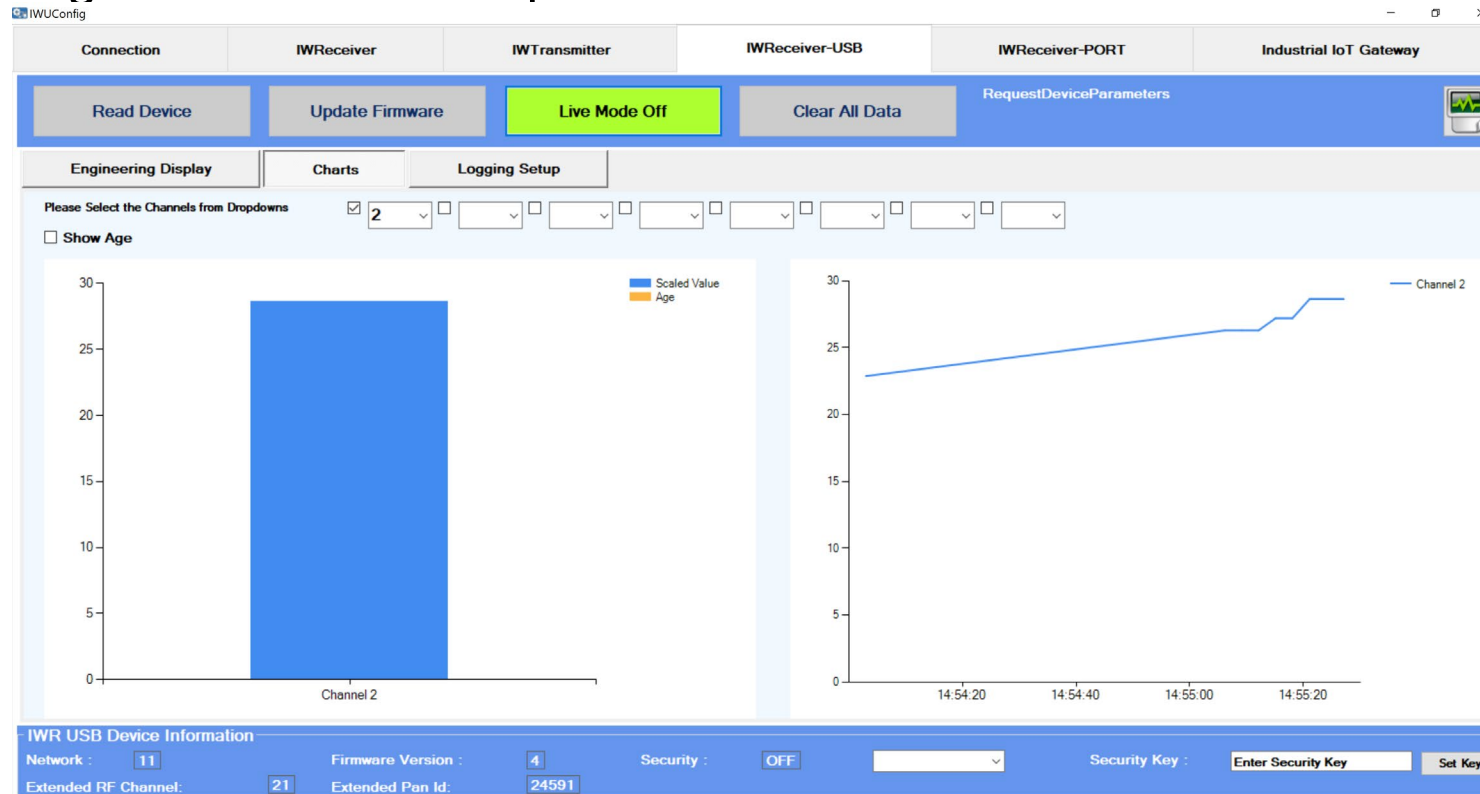 IWUConfig
Connection
IWReceiver
IWTransmitter
IWReceiver-USB
IWReceiver-PORT
Industrial IoT Gateway
Read Device
Update Firmware
Live Mode Off
Clear All Data
RequestDeviceParameters
Engineering Display
Charts
Logging Setup
Please Select the Channels from Dropdowns
2
Show Age
30
25
20
15
10
5
0
Channel 2
Scaled Value
Age
30
25
20
15
10
5
0
14:54:20
14:54:40
14:55:00
14:55:20
Channel 2
IWR USB Device Information
Network : 11
Firmware Version : 4
Security : OFF
Security Key : Enter Security Key
Set Key
Extended RF Channel: 21
Extended Pan Id: 24591